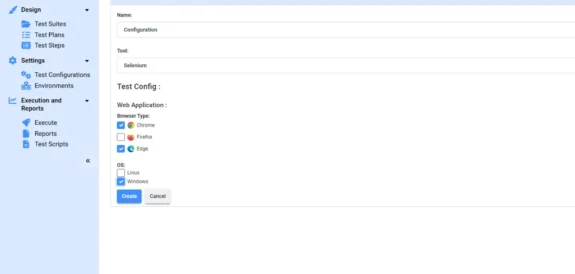 Design
Test Suites
Test Plans
Test Steps
Settings
Test Configurations
Environments
Execution and
Reports
Execute
Reports
Test Scripts
«
Name:
Configuration
Tool:
Selenium
Test Config :
Web Application :
Browser Type:
Chrome
Firefox
Edge
OS:
Linux
Windows
Create
Cancel